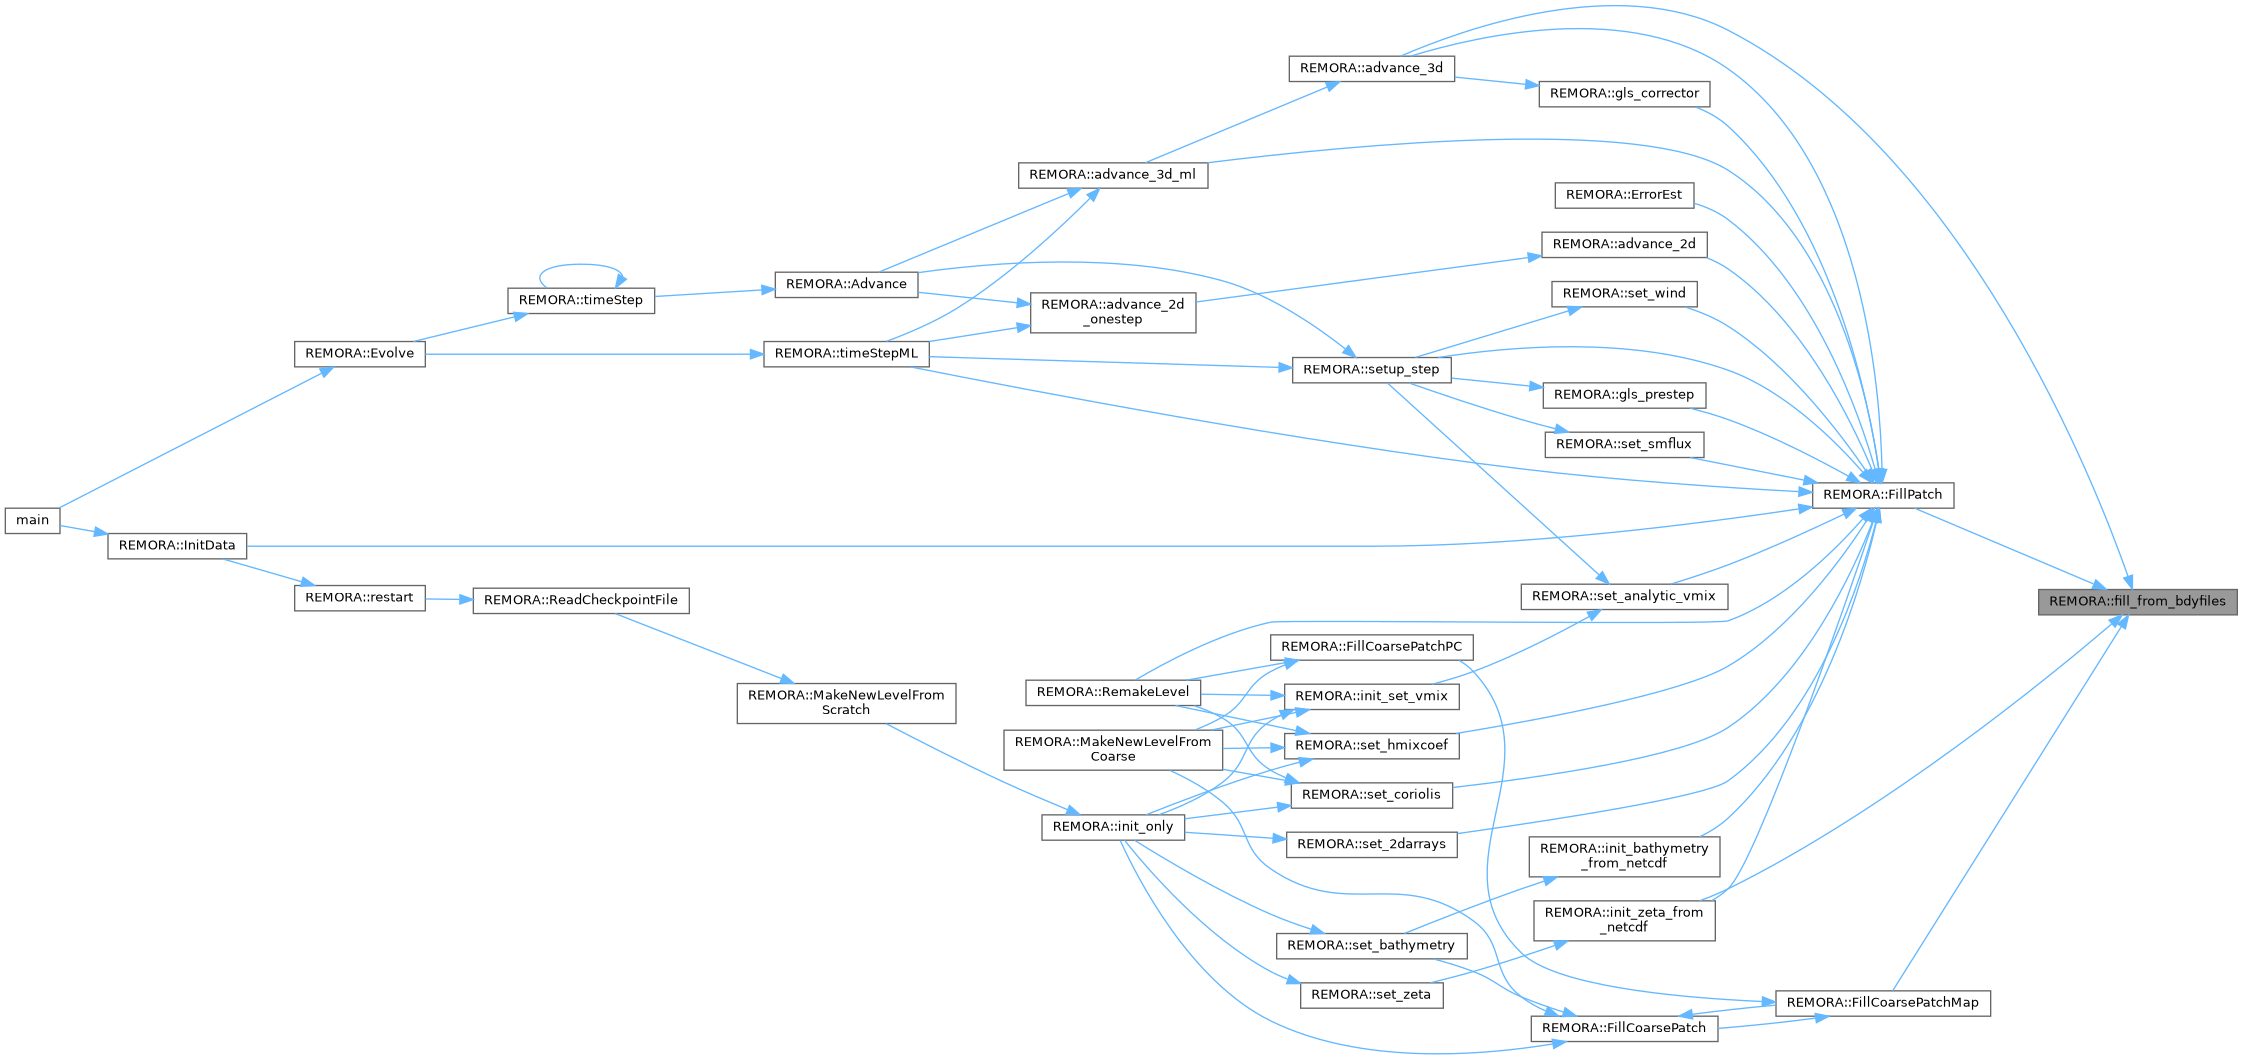 REMORA::advance_3d
REMORA::gls_corrector
REMORA::advance_3d_ml
REMORA::ErrorEst
REMORA::advance_2d
REMORA::Advance
REMORA::set_wind
REMORA::timeStep
REMORA::advance_2d
_onestep
REMORA::Evolve
REMORA::timeStepML
REMORA::setup_step
REMORA::gls_prestep
REMORA::set_smflux
REMORA::FillPatch
main
REMORA::InitData
REMORA::restart
REMORA::ReadCheckpointFile
REMORA::set_analytic_vmix
REMORA::fill_from_bdyfiles
REMORA::FillCoarsePatchPC
REMORA::RemakeLevel
REMORA::init_set_vmix
REMORA::MakeNewLevelFrom
Scratch
REMORA::MakeNewLevelFrom
Coarse
REMORA::set_hmixcoef
REMORA::set_coriolis
REMORA::init_only
REMORA::set_2darrays
REMORA::init_bathymetry
_from_netcdf
REMORA::init_zeta_from
_netcdf
REMORA::set_bathymetry
REMORA::set_zeta
REMORA::FillCoarsePatchMap
REMORA::FillCoarsePatch